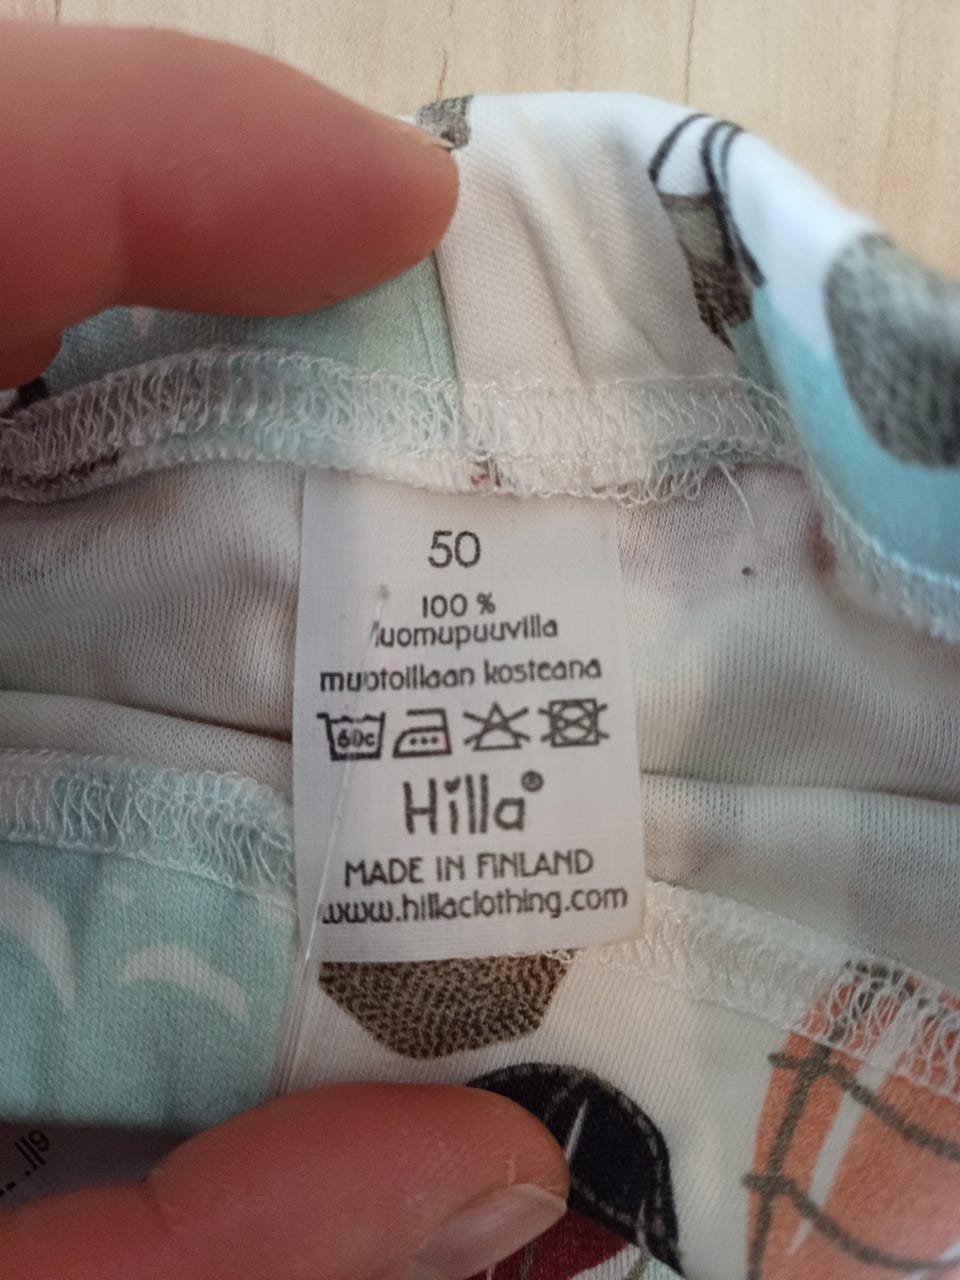 50
100 %
luomupuuvilla
muotoillaan kosteana
60c
Hilla®
MADE IN FINLAND
www.hillaclothing.com